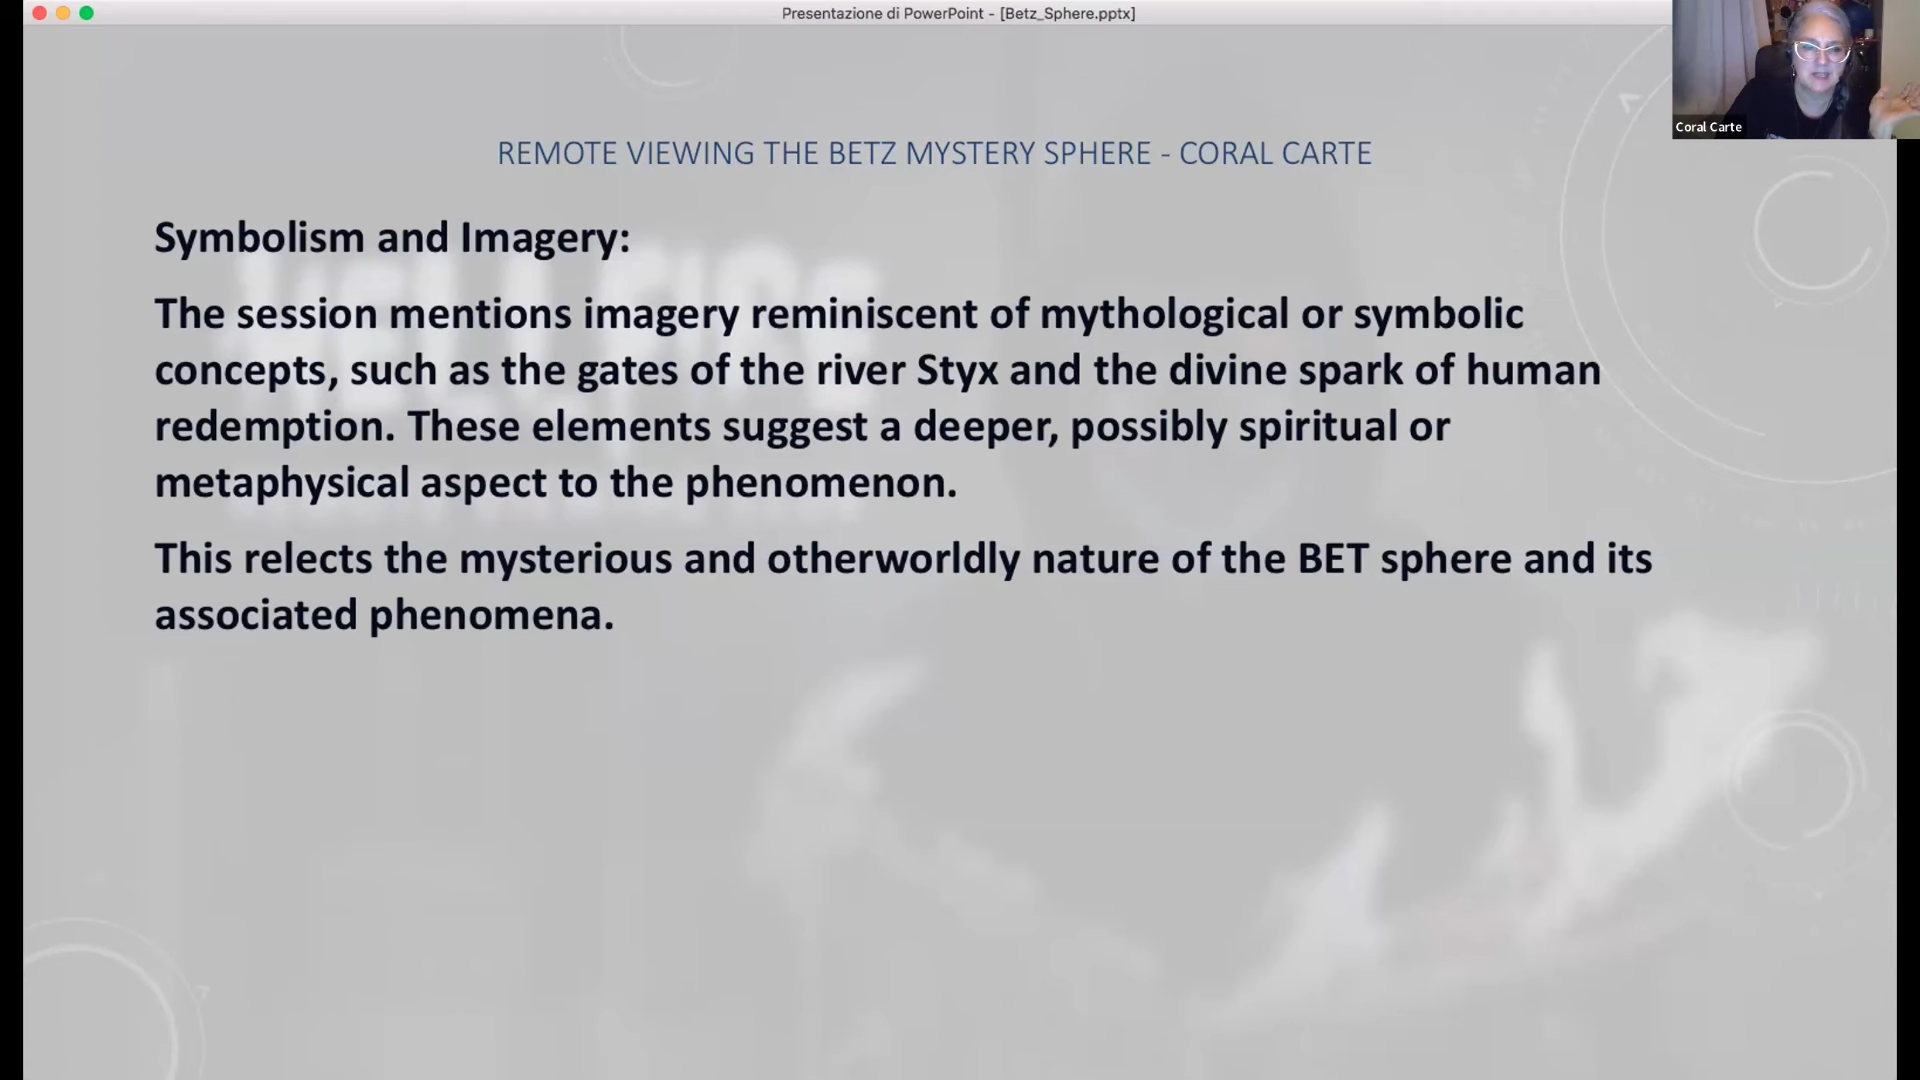 Presentazione di PowerPoint - [Betz_Sphere.pptx]
Coral Carte
REMOTE VIEWING THE BETZ MYSTERY SPHERE - CORAL CARTE
Symbolism and Imagery:
The session mentions imagery reminiscent of mythological or symbolic
concepts, such as the gates of the river Styx and the divine spark of human
redemption. These elements suggest a deeper, possibly spiritual or
metaphysical aspect to the phenomenon.
This relects the mysterious and otherworldly nature of the BET sphere and its
associated phenomena.